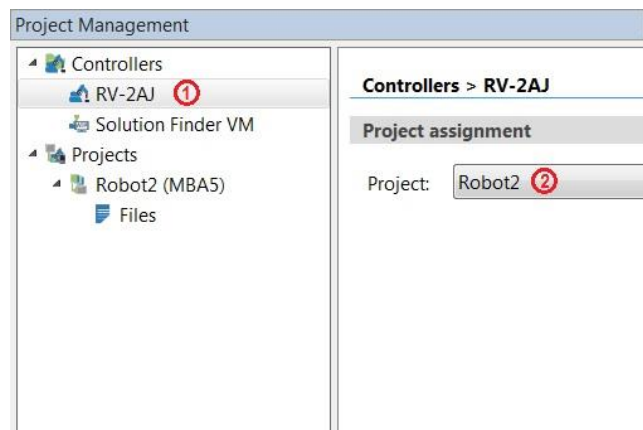 Project Management
Controllers
RV-2AJ 1
Solution Finder VM
Projects
Robot2 (MBA5)
Files
Controllers > RV-2AJ
Project assignment
Project: Robot2 2